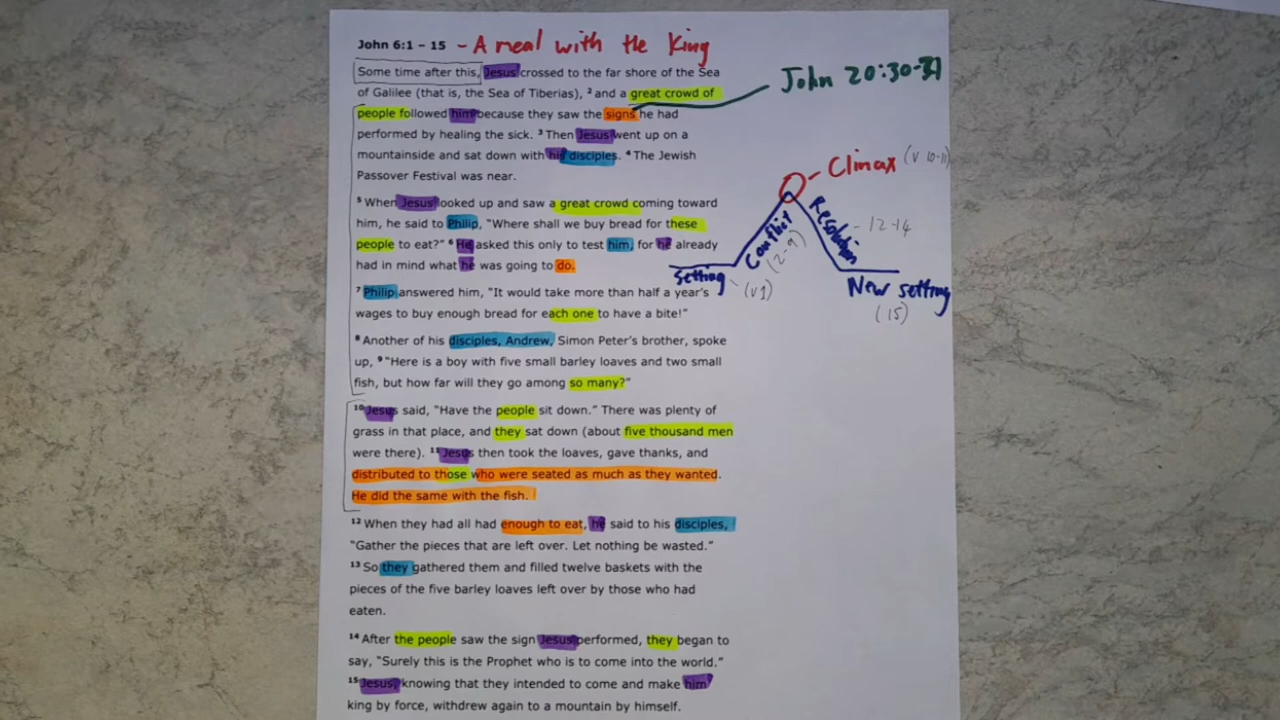 John 6:1 – 15 - A meal with the King
Some time after this, Jesus crossed to the far shore of the Sea
of Galilee (that is, the Sea of Tiberias), ² and a great crowd of
people followed him because they saw the signs he had
performed by healing the sick. ³ Then Jesus went up on a
mountainside and sat down with his disciples. ⁴ The Jewish
Passover Festival was near.
⁵ When Jesus looked up and saw a great crowd coming toward
him, he said to Philip, “Where shall we buy bread for these
people to eat?” ⁶ He asked this only to test him, for he already
had in mind what he was going to do.
⁷ Philip answered him, “It would take more than half a year’s
wages to buy enough bread for each one to have a bite!”
⁸ Another of his disciples, Andrew, Simon Peter’s brother, spoke
up, ⁹ “Here is a boy with five small barley loaves and two small
fish, but how far will they go among so many?”
¹⁰ Jesus said, “Have the people sit down.” There was plenty of
grass in that place, and they sat down (about five thousand men
were there). ¹¹ Jesus then took the loaves, gave thanks, and
distributed to those who were seated as much as they wanted.
He did the same with the fish.
¹² When they had all had enough to eat, he said to his disciples,
“Gather the pieces that are left over. Let nothing be wasted.”
¹³ So they gathered them and filled twelve baskets with the
pieces of the five barley loaves left over by those who had
eaten.
¹⁴ After the people saw the sign Jesus performed, they began to
say, “Surely this is the Prophet who is to come into the world.”
¹⁵ Jesus, knowing that they intended to come and make him
king by force, withdrew again to a mountain by himself.
John 20:30-31
- Climax (v 10-11)
Conflict
(2-9)
Resolution
- 12-14
Setting
- (v1)
New setting
(15)